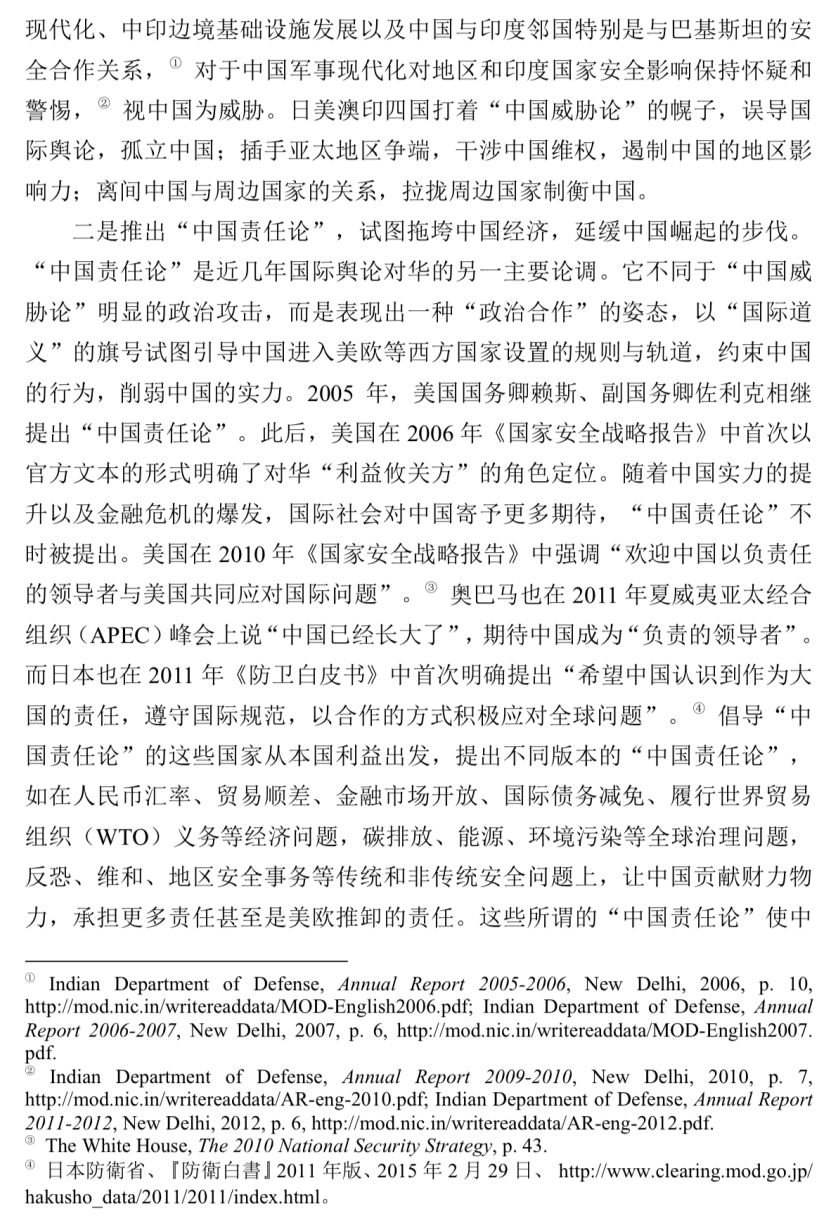 现代化、中印边境基础设施发展以及中国与印度邻国特别是与巴基斯坦的安
全合作关系，① 对于中国军事现代化对地区和印度国家安全影响保持怀疑和
警惕，② 视中国为威胁。日美澳印四国打着“中国威胁论”的幌子，误导国
际舆论，孤立中国；插手亚太地区争端，干涉中国维权，遏制中国的地区影
响力；离间中国与周边国家的关系，拉拢周边国家制衡中国。
二是推出“中国责任论”，试图拖垮中国经济，延缓中国崛起的步伐。
“中国责任论”是近几年国际舆论对华的另一主要论调。它不同于“中国威
胁论”明显的政治攻击，而是表现出一种“政治合作”的姿态，以“国际道
义”的旗号试图引导中国进入美欧等西方国家设置的规则与轨道，约束中国
的行为，削弱中国的实力。2005 年，美国国务卿赖斯、副国务卿佐利克相继
提出“中国责任论”。此后，美国在 2006 年《国家安全战略报告》中首次以
官方文本的形式明确了对华“利益攸关方”的角色定位。随着中国实力的提
升以及金融危机的爆发，国际社会对中国寄予更多期待，“中国责任论”不
时被提出。美国在 2010 年《国家安全战略报告》中强调“欢迎中国以负责任
的领导者与美国共同应对国际问题”。③ 奥巴马也在 2011 年夏威夷亚太经合
组织（APEC）峰会上说“中国已经长大了”，期待中国成为“负责的领导者”。
而日本也在 2011 年《防卫白皮书》中首次明确提出“希望中国认识到作为大
国的责任，遵守国际规范，以合作的方式积极应对全球问题”。④ 倡导“中
国责任论”的这些国家从本国利益出发，提出不同版本的“中国责任论”，
如在人民币汇率、贸易顺差、金融市场开放、国际债务减免、履行世界贸易
组织（WTO）义务等经济问题，碳排放、能源、环境污染等全球治理问题，
反恐、维和、地区安全事务等传统和非传统安全问题上，让中国贡献财力物
力，承担更多责任甚至是美欧推卸的责任。这些所谓的“中国责任论”使中
① Indian Department of Defense, Annual Report 2005-2006, New Delhi, 2006, p. 10,
http://mod.nic.in/writereaddata/MOD-English2006.pdf; Indian Department of Defense, Annual
Report 2006-2007, New Delhi, 2007, p. 6, http://mod.nic.in/writereaddata/MOD-English2007.
pdf.
② Indian Department of Defense, Annual Report 2009-2010, New Delhi, 2010, p. 7,
http://mod.nic.in/writereaddata/AR-eng-2010.pdf; Indian Department of Defense, Annual Report
2011-2012, New Delhi, 2012, p. 6, http://mod.nic.in/writereaddata/AR-eng-2012.pdf.
③ The White House, The 2010 National Security Strategy, p. 43.
④ 日本防衛省、『防衛白書』2011 年版、2015 年 2 月 29 日、 http://www.clearing.mod.go.jp/
hakusho_data/2011/2011/index.html。